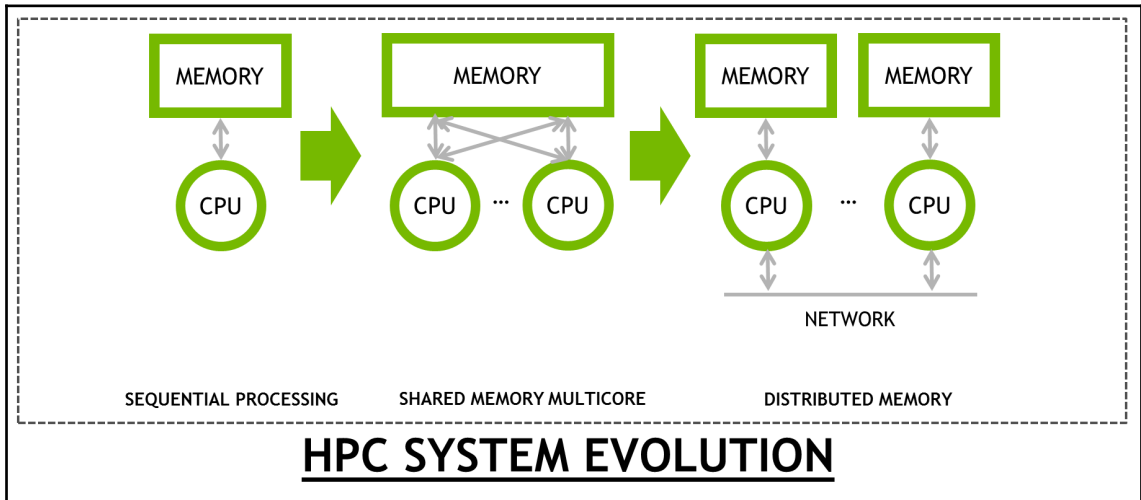 MEMORY
MEMORY
MEMORY
MEMORY
CPU
CPU
...
CPU
CPU
...
CPU
NETWORK
SEQUENTIAL PROCESSING
SHARED MEMORY MULTICORE
DISTRIBUTED MEMORY
HPC SYSTEM EVOLUTION